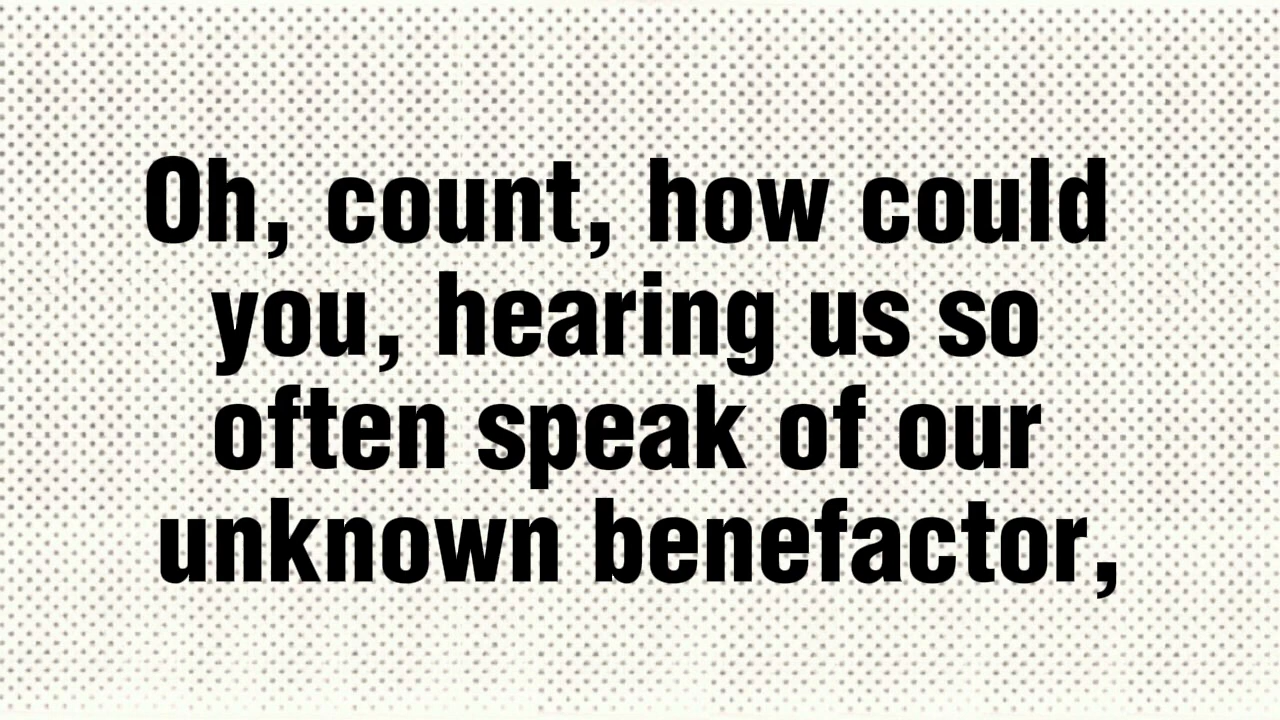 Oh, count, how could
you, hearing us so
often speak of our
unknown benefactor,